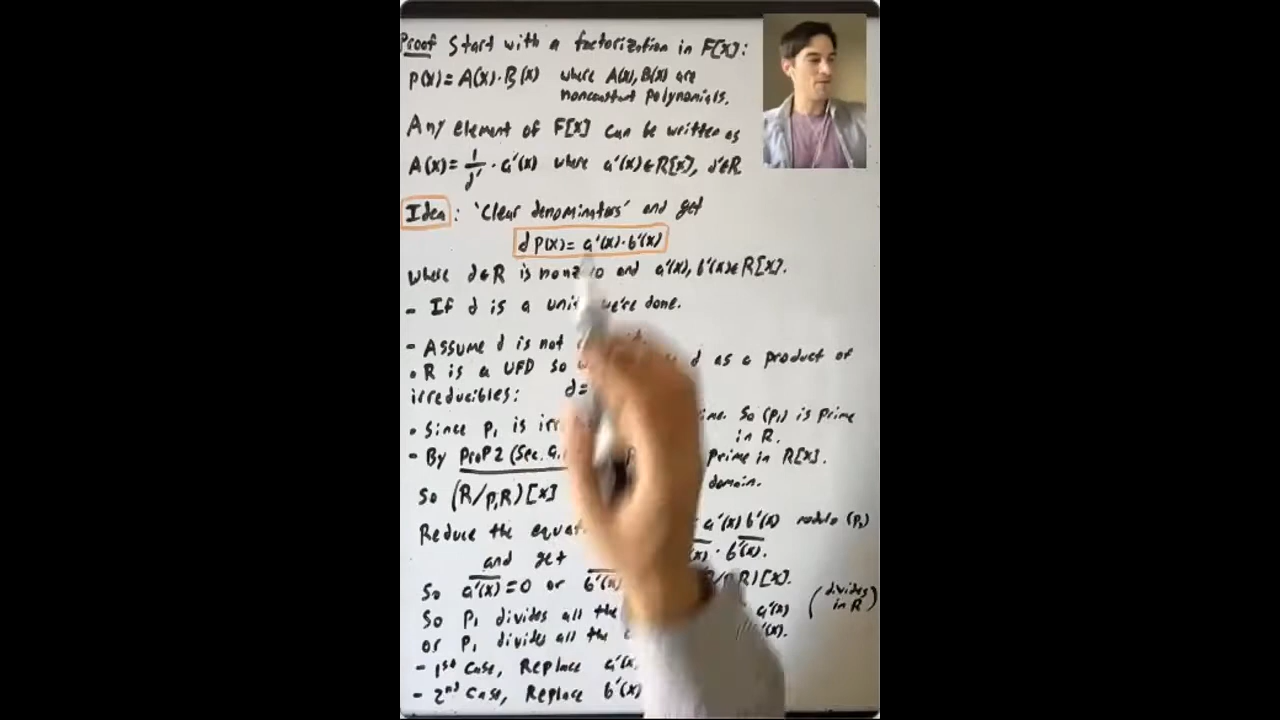 Proof Start with a factorization in F[x]:
P(x) = A(x)·B(x) where A(x), B(x) are
nonconstant polynomials.
Any element of F[x] can be written as
A(x) = 1/d' · a'(x) where a'(x) ∈ R[x], d' ∈ R
Idea: 'Clear denominators' and get
d P(x) = a'(x)·b'(x)
where d ∈ R is nonzero and a'(x), b'(x) ∈ R[x].
- If d is a unit we're done.
- Assume d is not
• R is a UFD so d as a product of
irreducibles: d =
• Since p₁ is So (p₁) is prime
in R.
- By Prop 2 (Sec. 9. prime in R[x].
So (R/p₁R)[x] domain.
Reduce the a'(x) b'(x) modulo (p₁)
and get · b'(x).
So a'(x) = 0 or b'(x) R)[x].
So p₁ divides all the a'(x) (divides
in R)
or p₁ divides all the '(x).
- 1st case, Replace a'(x
- 2nd case, Replace b'(x)